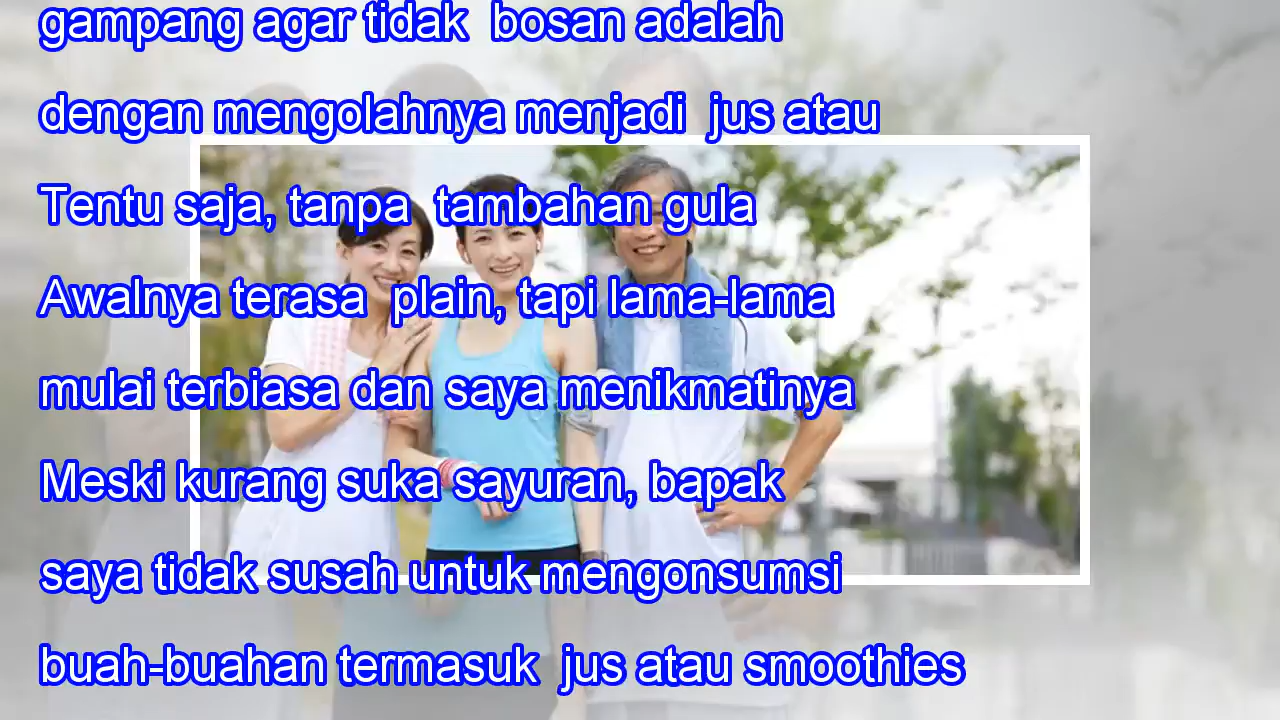 gampang agar tidak bosan adalah
dengan mengolahnya menjadi jus atau
Tentu saja, tanpa tambahan gula
Awalnya terasa plain, tapi lama-lama
mulai terbiasa dan saya menikmatinya
Meski kurang suka sayuran, bapak
saya tidak susah untuk mengonsumsi
buah-buahan termasuk jus atau smoothies